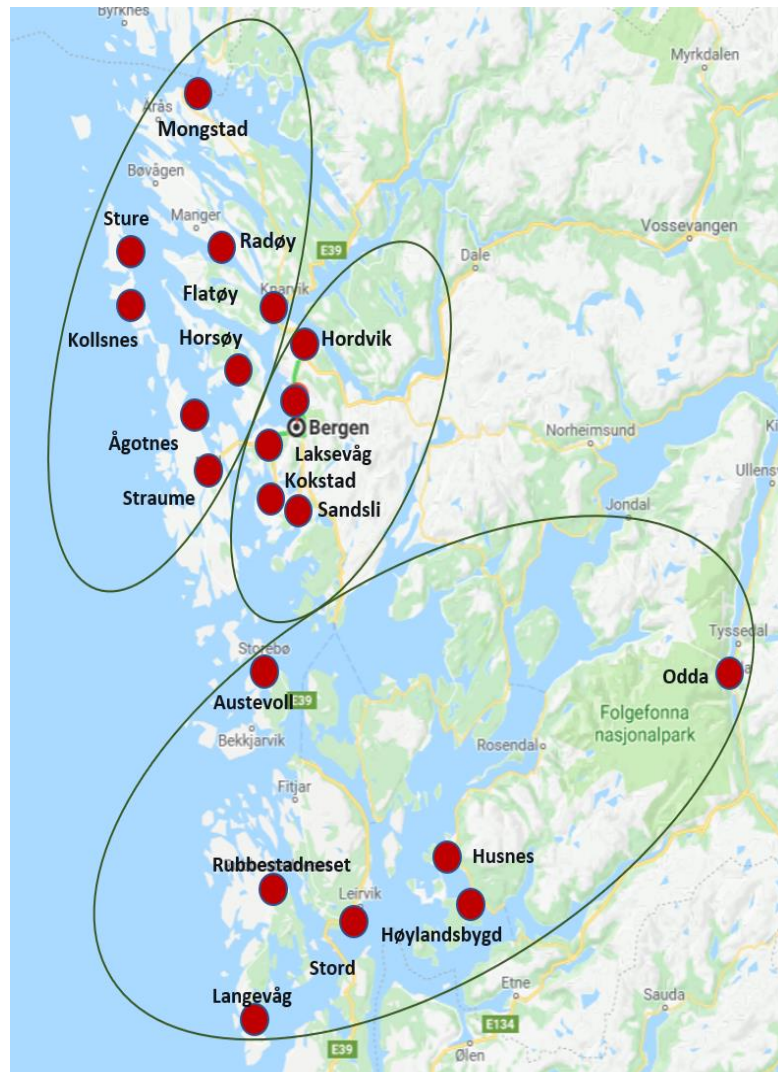 Byrknes
Myrkdalen
Årås
Mongstad
Bøvågen
Sture
Manger
Radøy
Vossevangen
E39
Dale
Flatøy
Knarvik
Kollsnes
Horsøy
Hordvik
Ågotnes
Bergen
Norheimsund
Laksevåg
Straume
Kokstad
Ullens
Sandsli
Jondal
Storebø
Tyssedal
Odda
Austevoll
E39
Folgefonna
nasjonalpark
Bekkjarvik
Rosendal
Fitjar
Husnes
Rubbestadneset
Leirvik
Høylandsbygd
Stord
Etne
Langevåg
Sauda
E134
E39
Ølen